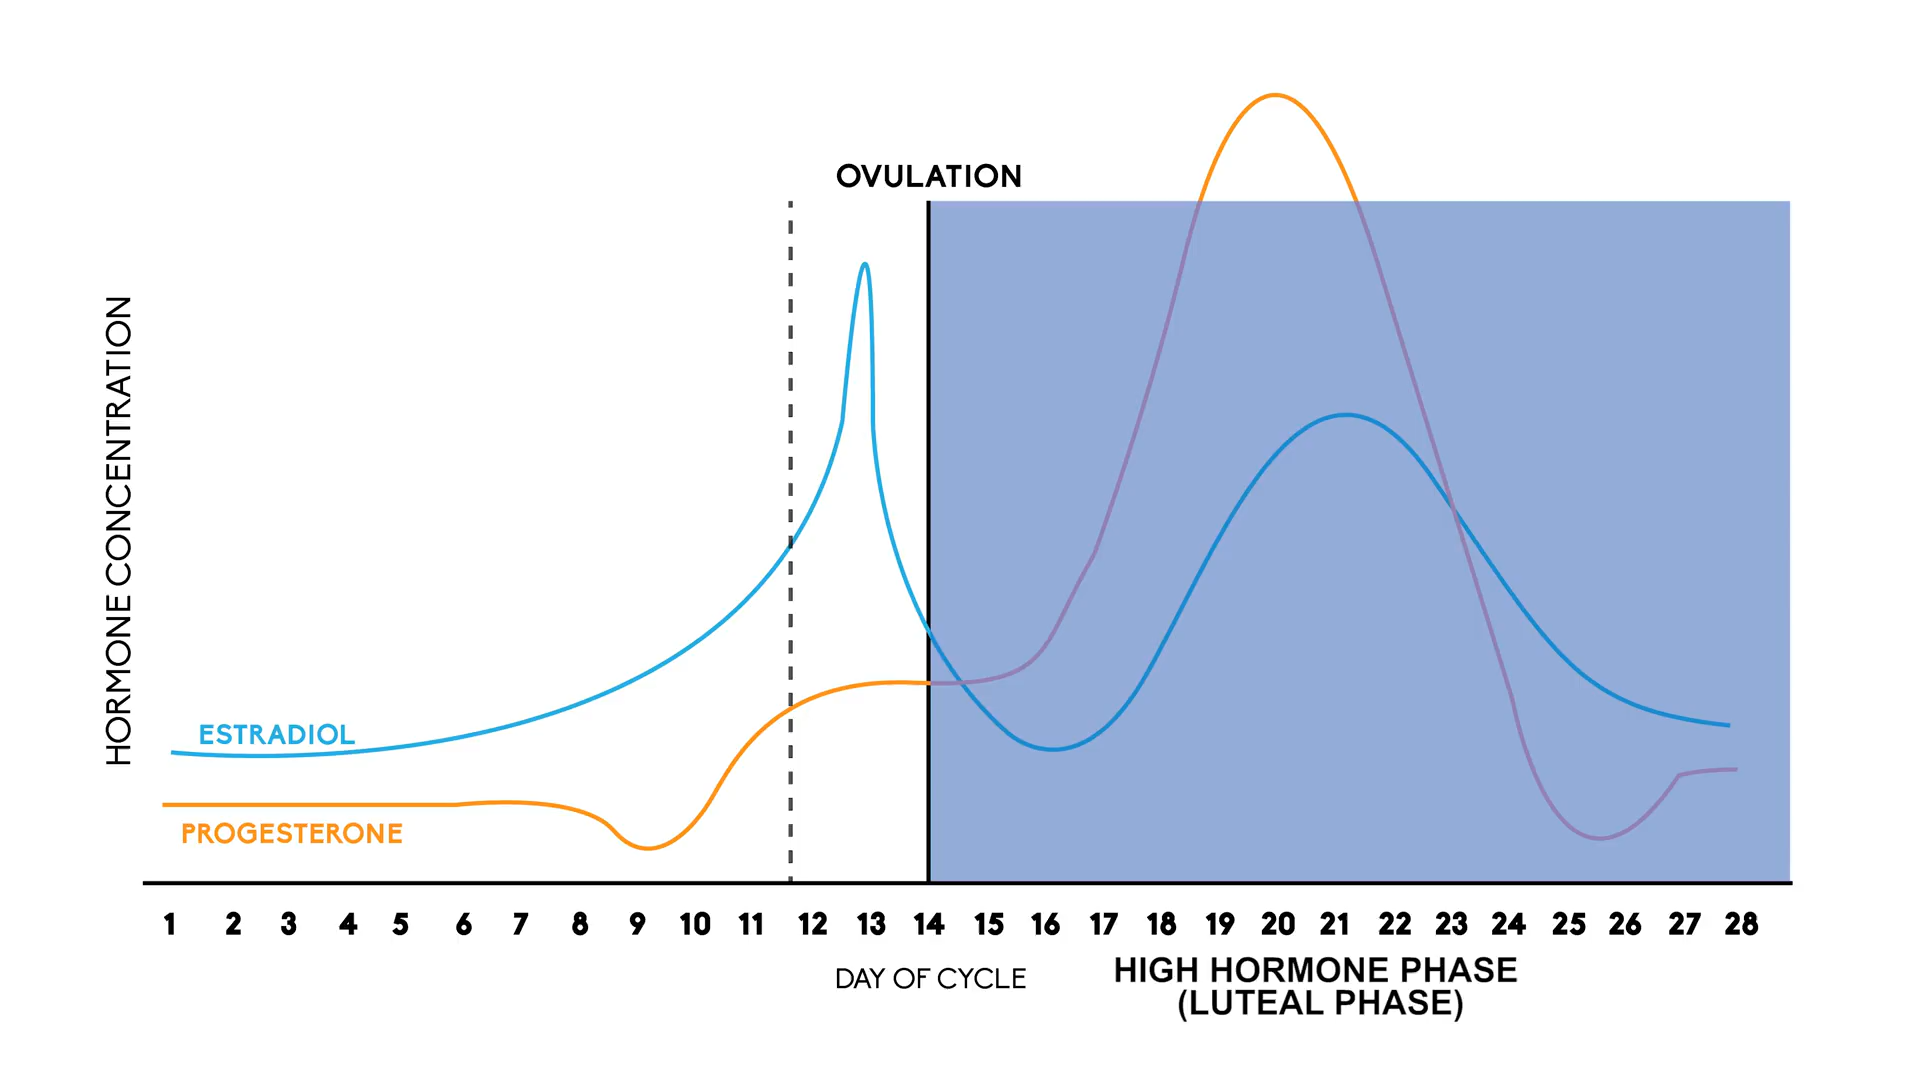 OVULATION
HORMONE CONCENTRATION
ESTRADIOL
PROGESTERONE
1 2 3 4 5 6 7 8 9 10 11 12 13 14 15 16 17 18 19 20 21 22 23 24 25 26 27 28
DAY OF CYCLE
HIGH HORMONE PHASE
(LUTEAL PHASE)